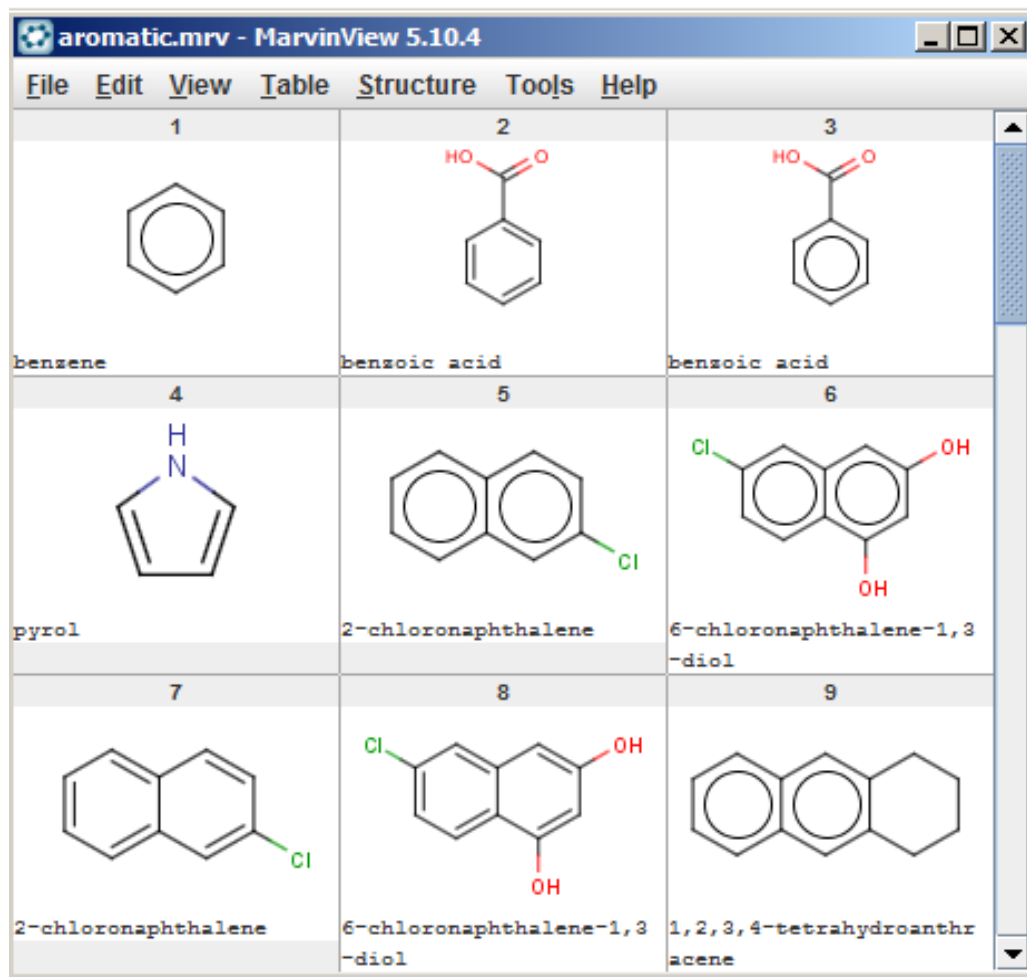 aromatic.mrv - MarvinView 5.10.4
File Edit View Table Structure Tools Help
1
2
3
HO
O
HO
O
benzene
benzoic acid
benzoic acid
4
5
6
H
N
Cl
Cl
OH
OH
pyrol
2-chloronaphthalene
6-chloronaphthalene-1,3
-diol
7
8
9
Cl
Cl
OH
OH
2-chloronaphthalene
6-chloronaphthalene-1,3
-diol
1,2,3,4-tetrahydroanthr
acene